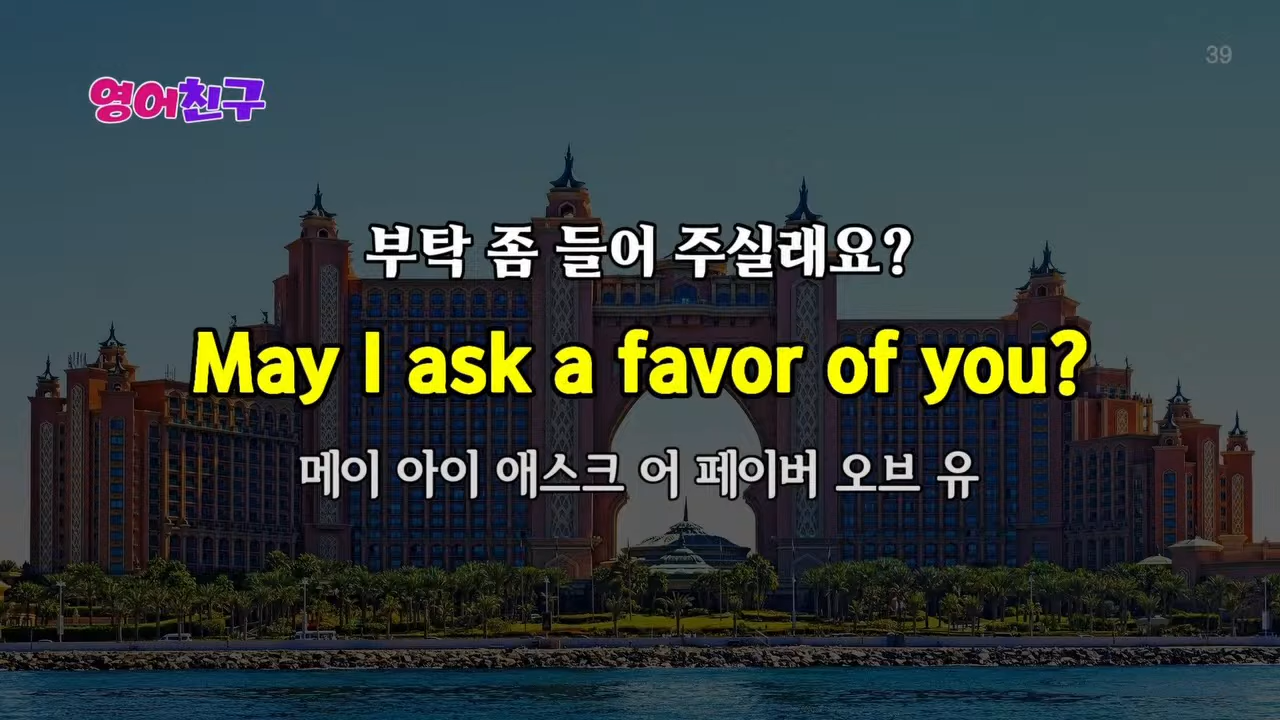 39
영어친구
부탁 좀 들어 주실래요?
May I ask a favor of you?
메이 아이 애스크 어 페이버 오브 유